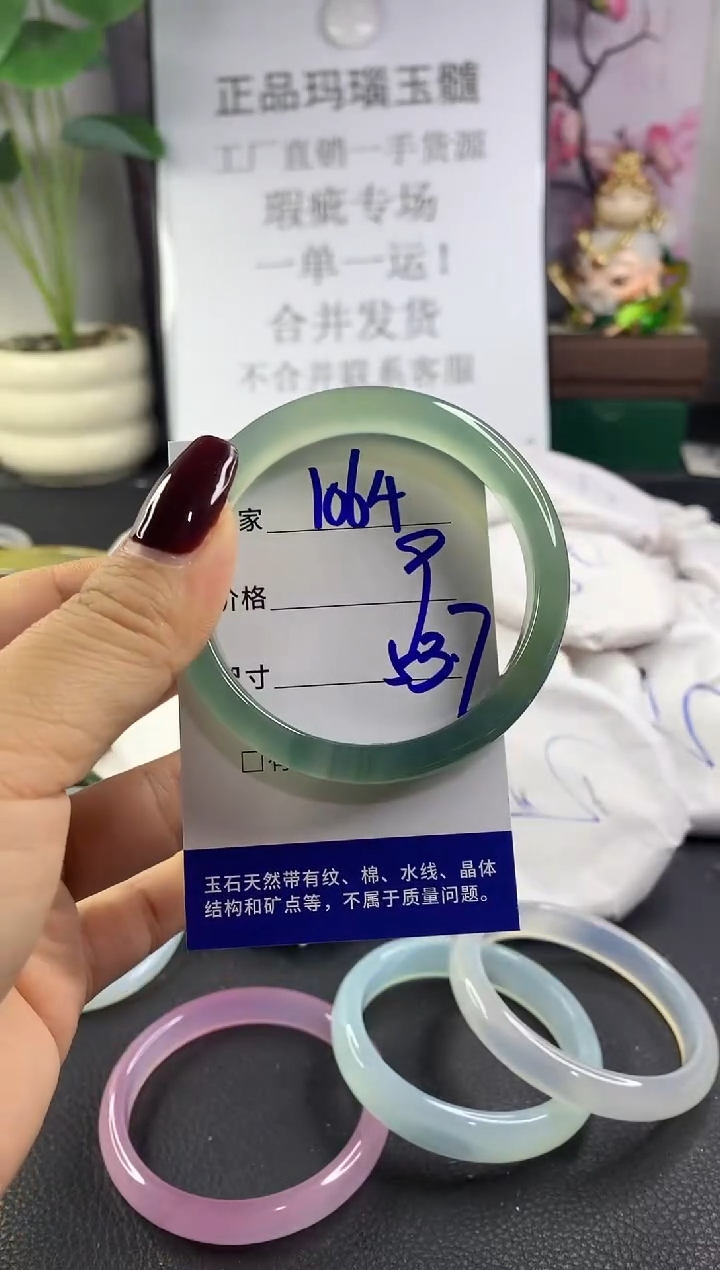 正品玛瑙玉髓
工厂直销一手货源
瑕疵专场
一单一运！
合并发货
不合并联系客服
家 1064
价格
寸 53.7
玉石天然带有纹、棉、水线、晶体
结构和矿点等，不属于质量问题。